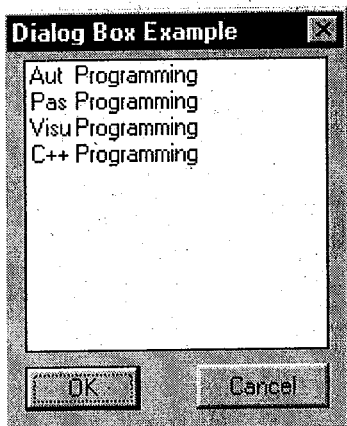 Dialog Box Example
Aut Programming
Pas Programming
Visu Programming
C++ Programming
OK
Cancel